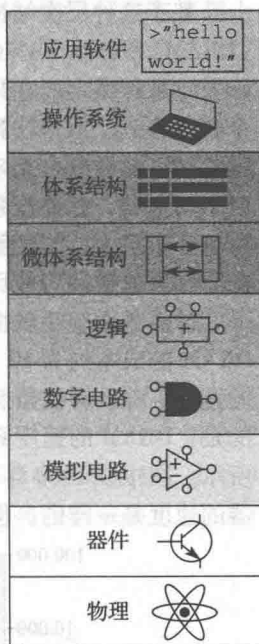 应用软件
>"hello
world!"
操作系统
体系结构
微体系结构
逻辑
+
数字电路
模拟电路
+
-
器件
物理